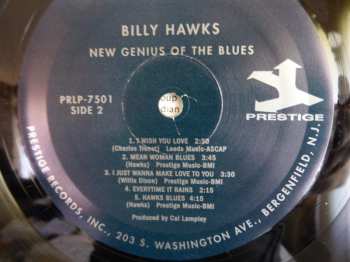 BILLY HAWKS
NEW GENIUS OF THE BLUES
PRLP-7501
SIDE 2
PRESTIGE
1. I WISH YOU LOVE 2:50
(Charles Trenet) Leeds Music-ASCAP
2. MEAN WOMAN BLUES 3:45
(Hawks) Prestige Music-BMI
3. I JUST WANNA MAKE LOVE TO YOU 3:30
(Willie Dixon) Prestige Music-BMI
4. EVERYTIME IT RAINS 2:15
5. HAWKS BLUES 4:15
(Hawks) Prestige Music-BMI
Produced by Cal Lampley
PRESTIGE RECORDS, INC., 203 S. WASHINGTON AVE., BERGENFIELD, N.J.